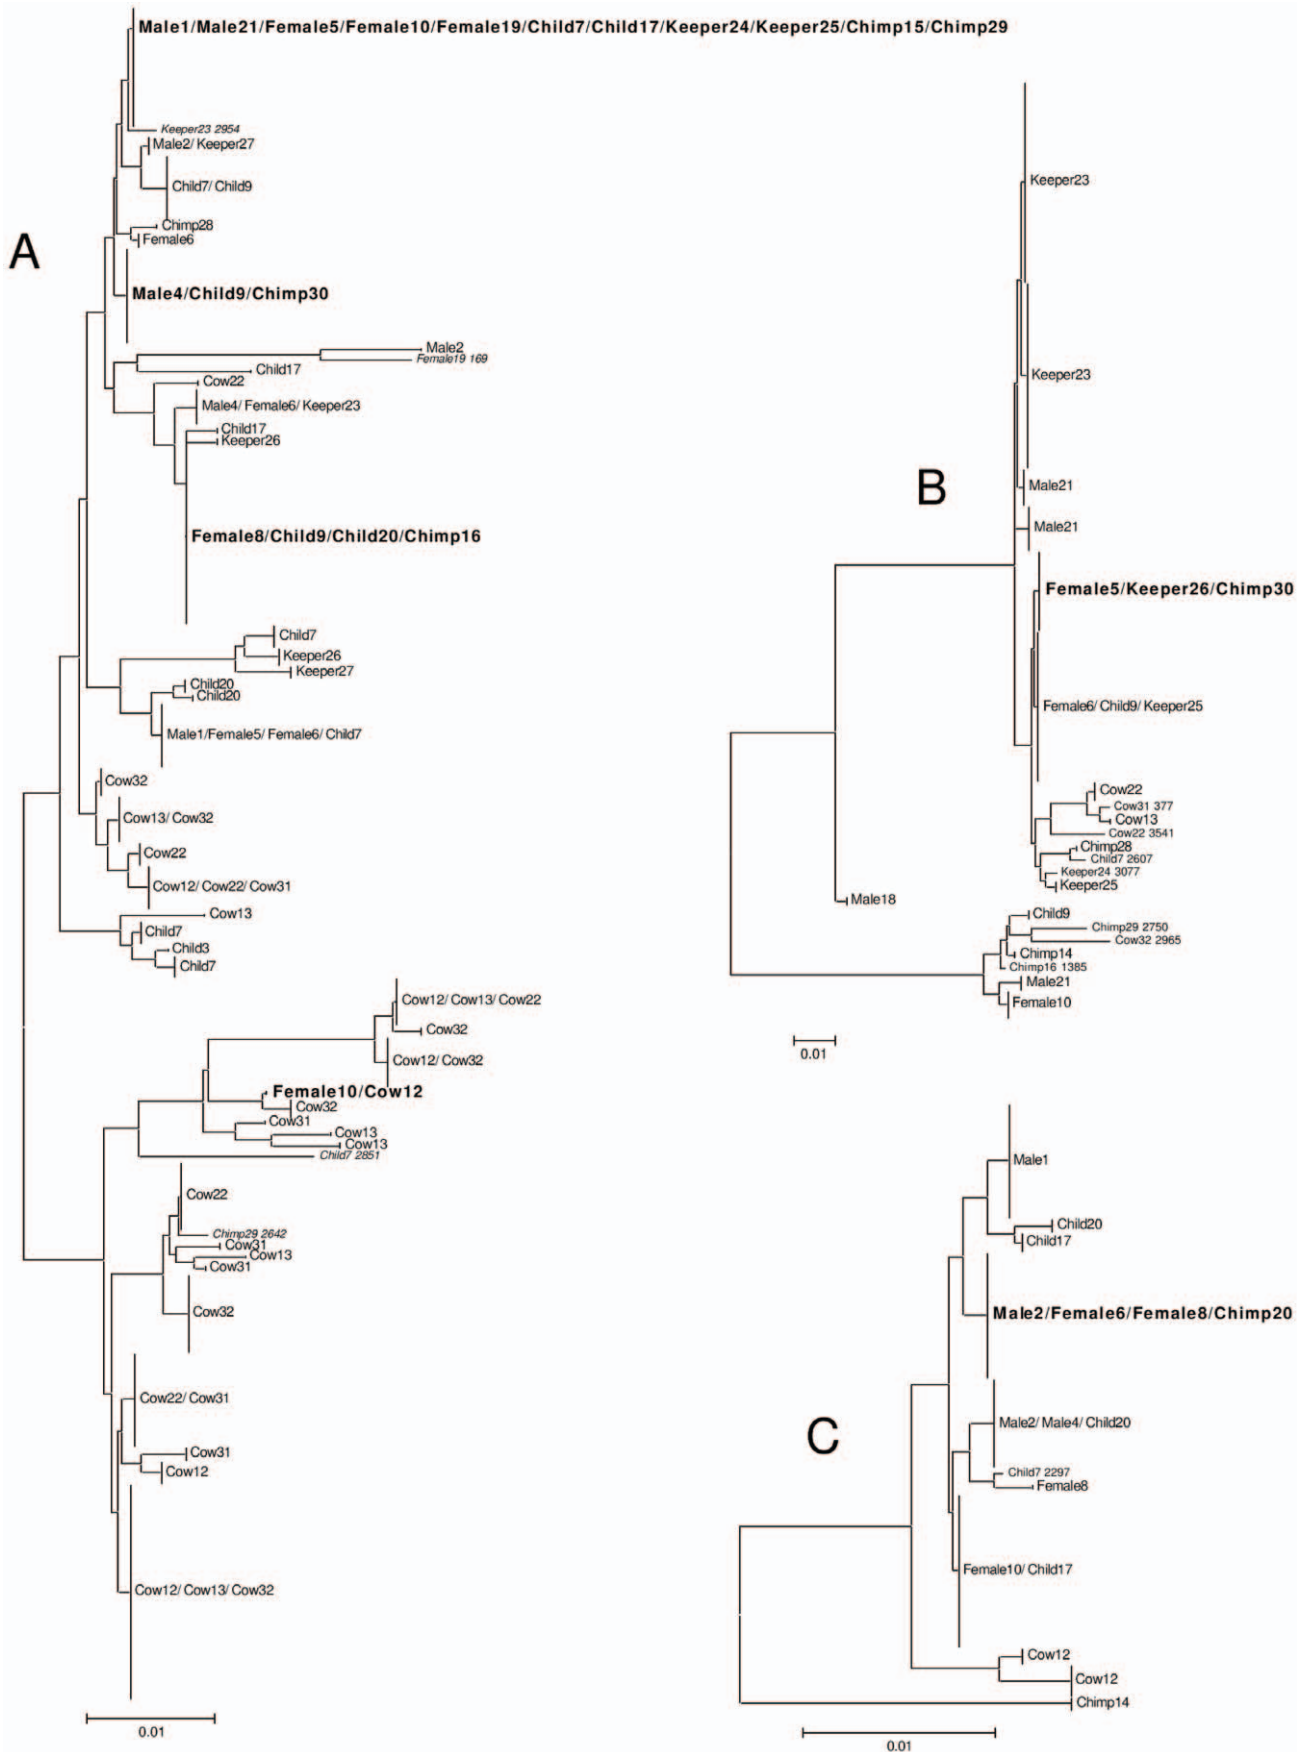 Male1/Male21/Female5/Female10/Female19/Child7/Child17/Keeper24/Keeper25/Chimp15/Chimp29
Keeper23 2954
Male2/ Keeper27
Child7/ Child9
Chimp28
Female6
A
Male4/Child9/Chimp30
Male2
Female19 169
Child17
Cow22
Male4/ Female6/ Keeper23
Child17
Keeper26
Female8/Child9/Child20/Chimp16
Child7
Keeper26
Keeper27
Child20
Child20
Male1/Female5/ Female6/ Child7
Cow32
Cow13/ Cow32
Cow22
Cow12/ Cow22/ Cow31
Cow13
Child7
Child3
Child7
Cow12/ Cow13/ Cow22
Cow32
Cow12/ Cow32
Female10/Cow12
Cow32
Cow31
Cow13
Cow13
Child7 2851
Cow22
Chimp29 2642
Cow31
Cow13
Cow31
Cow32
Cow22/ Cow31
Cow31
Cow12
Cow12/ Cow13/ Cow32
0.01
Keeper23
Keeper23
B
Male21
Male21
Female5/Keeper26/Chimp30
Female6/ Child9/ Keeper25
Cow22
Cow31 377
Cow13
Cow22 3541
Chimp28
Child7 2607
Keeper24 3077
Keeper25
Male18
Child9
Chimp29 2750
Cow32 2965
Chimp14
Chimp16 1385
Male21
Female10
0.01
Male1
Child20
Child17
Male2/Female6/Female8/Chimp20
C
Male2/ Male4/ Child20
Child7 2297
Female8
Female10/ Child17
Cow12
Cow12
Chimp14
0.01